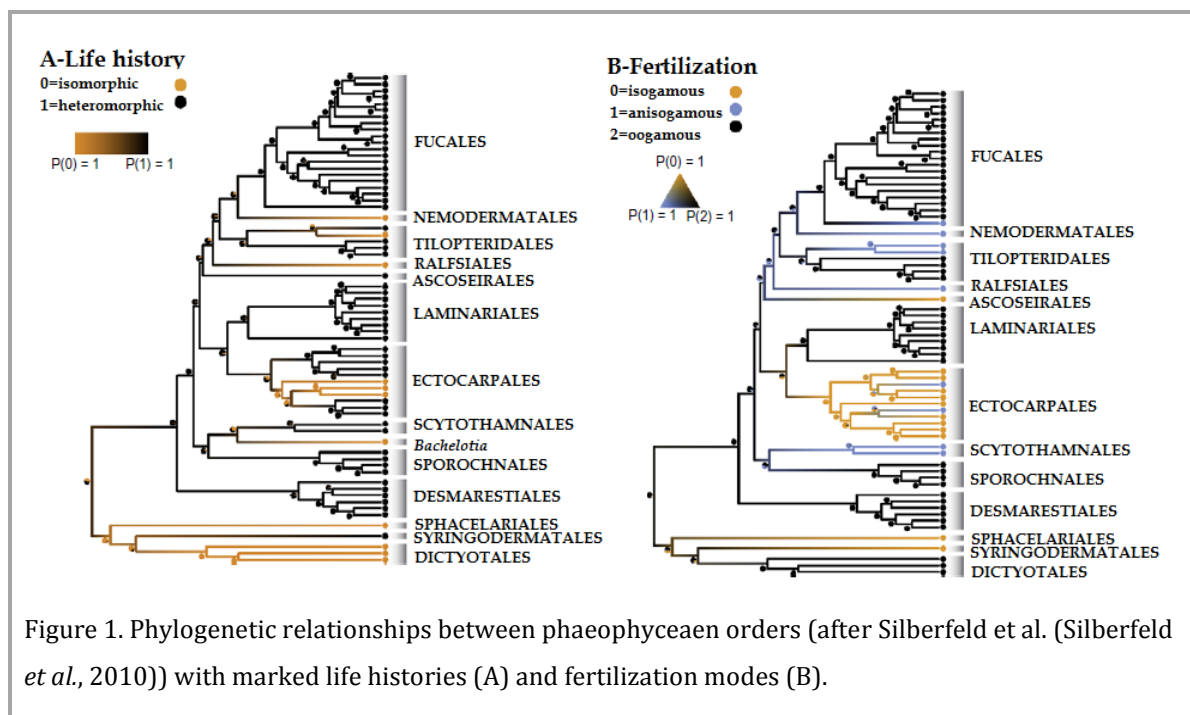 A-Life history
0=isomorphic
1=heteromorphic
P(0) = 1 P(1) = 1
FUCALES
NEMODERMATALES
TILOPTERIDALES
RALFSIALES
ASCOSEIRALES
LAMINARIALES
ECTOCARPALES
SCYTOTHAMNALES
Bachelotia
SPOROCHNALES
DESMARESTIALES
SPHACELARIALES
SYRINGODERMATALES
DICTYOTALES
B-Fertilization
0=isogamous
1=anisogamous
2=oogamous
P(0) = 1
P(1) = 1 P(2) = 1
FUCALES
NEMODERMATALES
TILOPTERIDALES
RALFSIALES
ASCOSEIRALES
LAMINARIALES
ECTOCARPALES
SCYTOTHAMNALES
SPOROCHNALES
DESMARESTIALES
SPHACELARIALES
SYRINGODERMATALES
DICTYOTALES
Figure 1. Phylogenetic relationships between phaeophyceaen orders (after Silberfeld et al. (Silberfeld
et al., 2010)) with marked life histories (A) and fertilization modes (B).